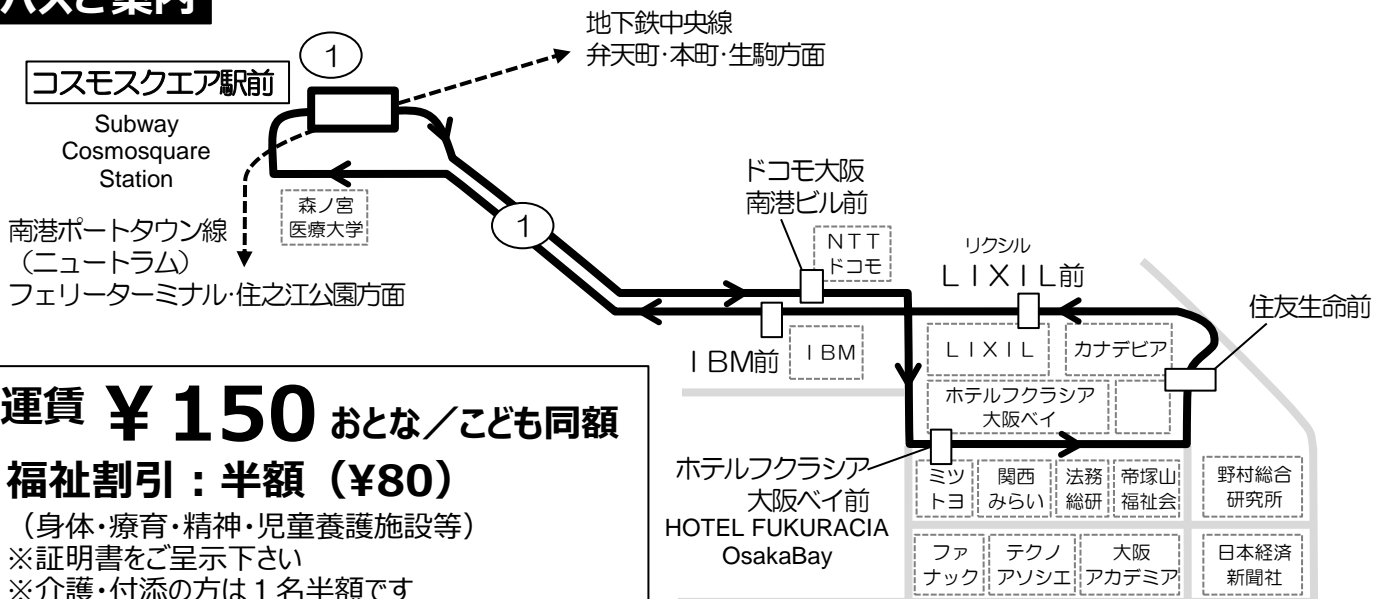 バスご案内
①
地下鉄中央線
弁天町・本町・生駒方面
コスモスクエア駅前
Subway
Cosmosquare
Station
森ノ宮
医療大学
南港ポートタウン線
(ニュートラム)
フェリーターミナル・住之江公園方面
①
ドコモ大阪
南港ビル前
NTT
ドコモ
リクシル
LIXIL前
住友生命前
IBM前
IBM
LIXIL
カナデビア
ホテルフクラシア
大阪ベイ
運賃 ¥150 おとな/こども同額
福祉割引:半額(¥80)
(身体・療育・精神・児童養護施設等)
※証明書をご呈示下さい
※介護・付添の方は1名半額です
ホテルフクラシア
大阪ベイ前
HOTEL FUKURACIA
OsakaBay
ミツ
トヨ
関西
みらい
法務
総研
帝塚山
福祉会
野村総合
研究所
ファ
ナック
テクノ
アソシエ
大阪
アカデミア
日本経済
新聞社